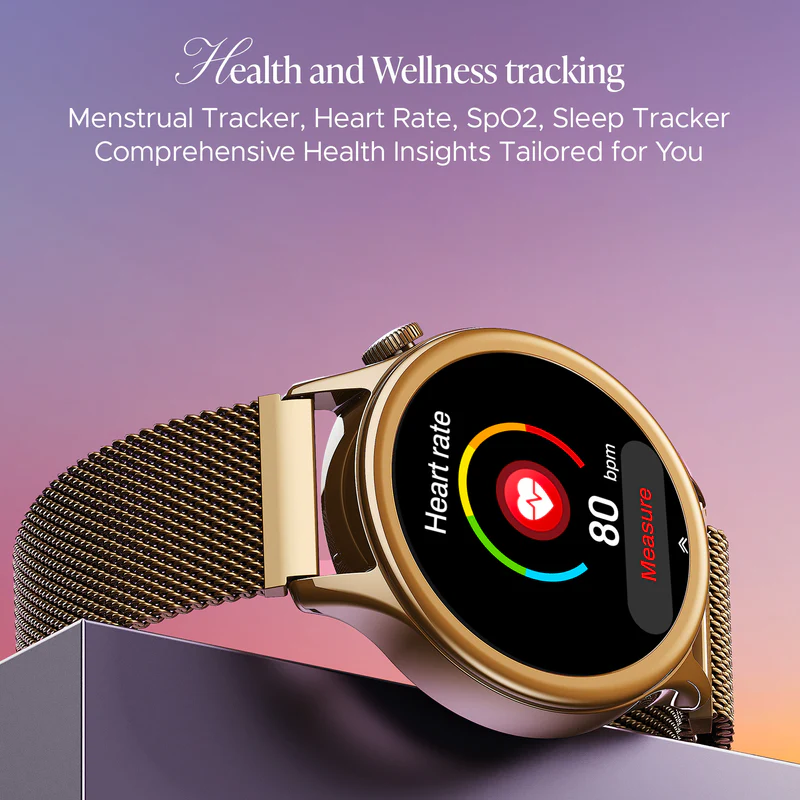 Health and Wellness tracking
Menstrual Tracker, Heart Rate, SpO2, Sleep Tracker
Comprehensive Health Insights Tailored for You
Heart rate
80 bpm
Measure